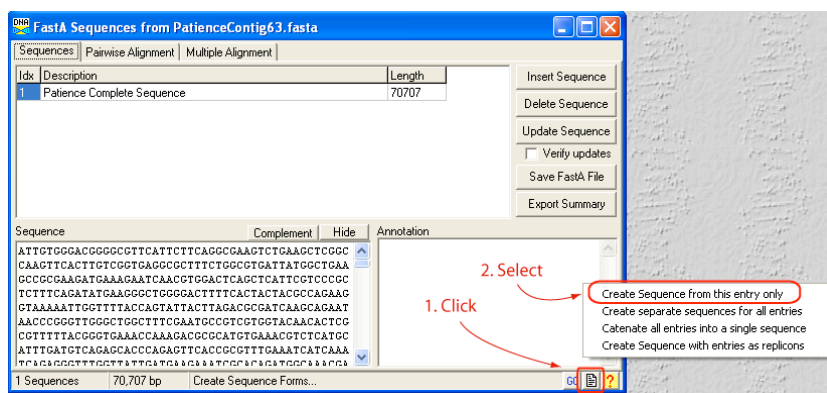 DNA FastA Sequences from PatienceContig63.fasta
Sequences Pairwise Alignment Multiple Alignment
Idx Description Length
1 Patience Complete Sequence 70707
Insert Sequence
Delete Sequence
Update Sequence
Verify updates
Save FastA File
Export Summary
Sequence Complement Hide Annotation
ATTGTGGGACGGGGCGTTCATTCTTCAGGCGAAGTCTGAAGCTCGGC
CAAGTTCACTTGTCGGTGAGGCGCTTTCTGGCGTGATTATGGCTGAA
GCCGCGAAGATGAAAGAATCAACGTGGACTCAGCTCATTCGTCCCGC
TCTTTCAGATATGAAGGGCTGGGACTTTTCACTACTACGCCAGAAG
GTAAAAATTGGTTTTACCAGTATTACTTAGACGCGATCAAGCAGAAT
AACCCGGGTTGGGCTGGCTTTCGAATGCCGTCGTGGTACAACACTCG
CGTTTTTACGGGTGAAACCAAAGACGCGCATGTGAAACGTCTCATGC
ATTTGATGTCAGAGCACCCAGAGTTCACCGCGTTTGAAATCATCAAA
TCAGAGGGTTTGGTTATTGATGAAGAAATCGCACAGATGGCAAACGA
2. Select
1. Click
Create Sequence from this entry only
Create separate sequences for all entries
Catenate all entries into a single sequence
Create Sequence with entries as replicons
1 Sequences 70,707 bp Create Sequence Forms... GC ?